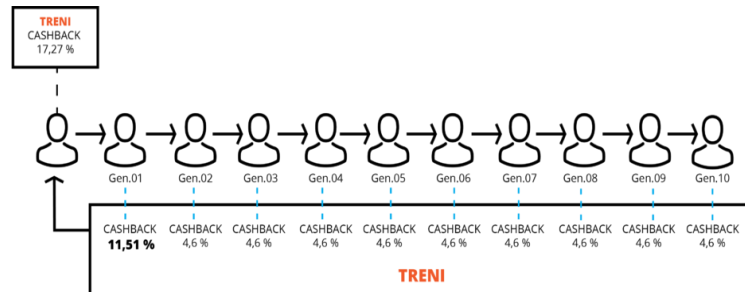 TRENI
CASHBACK
17,27 %
Gen.01 Gen.02 Gen.03 Gen.04 Gen.05 Gen.06 Gen.07 Gen.08 Gen.09 Gen.10
CASHBACK CASHBACK CASHBACK CASHBACK CASHBACK CASHBACK CASHBACK CASHBACK CASHBACK CASHBACK
11,51 % 4,6 % 4,6 % 4,6 % 4,6 % 4,6 % 4,6 % 4,6 % 4,6 % 4,6 %
TRENI